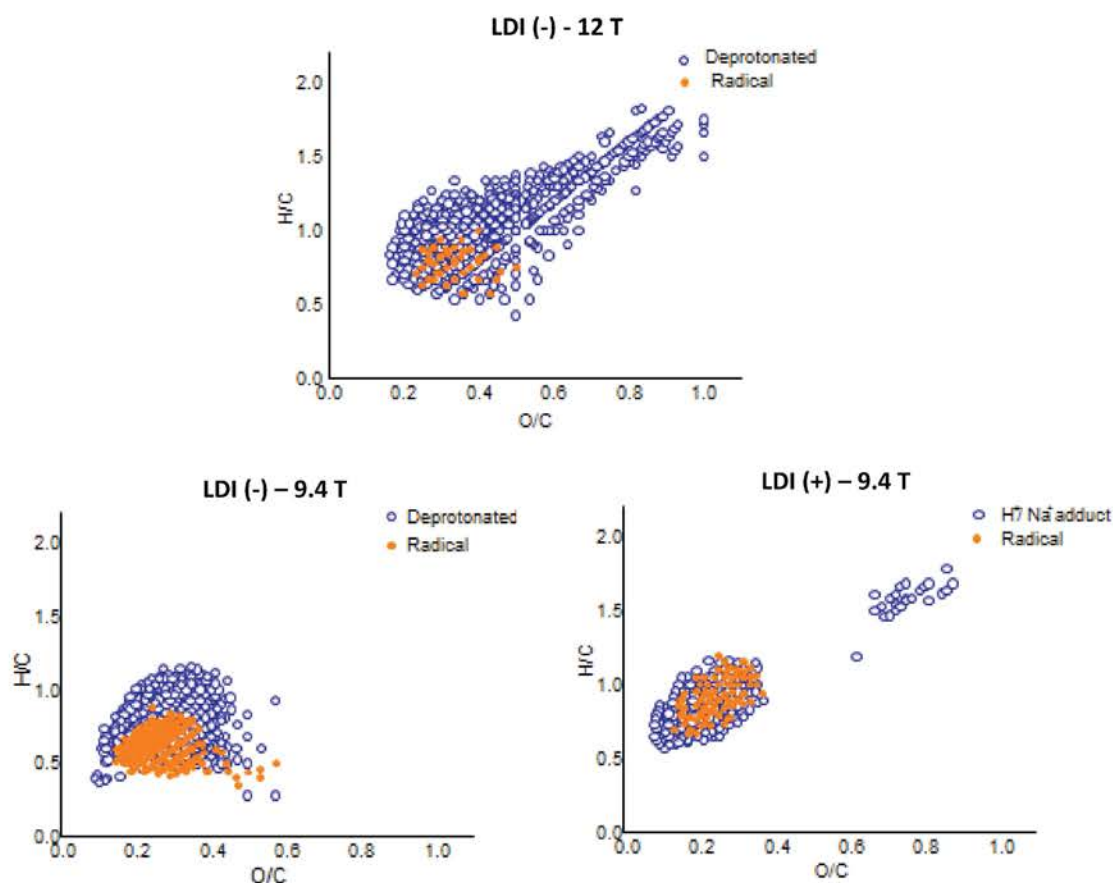 LDI (-) - 12 T
Deprotonated
Radical
2.0
1.5
1.0
0.5
0.0
H/C
0.0 0.2 0.4 0.6 0.8 1.0
O/C
LDI (-) – 9.4 T
Deprotonated
Radical
2.0
1.5
1.0
0.5
0.0
H/C
0.0 0.2 0.4 0.6 0.8 1.0
O/C
LDI (+) – 9.4 T
H⁺/ Na⁺ adduct
Radical
2.0
1.5
1.0
0.5
0.0
H/C
0.0 0.2 0.4 0.6 0.8 1.0
O/C